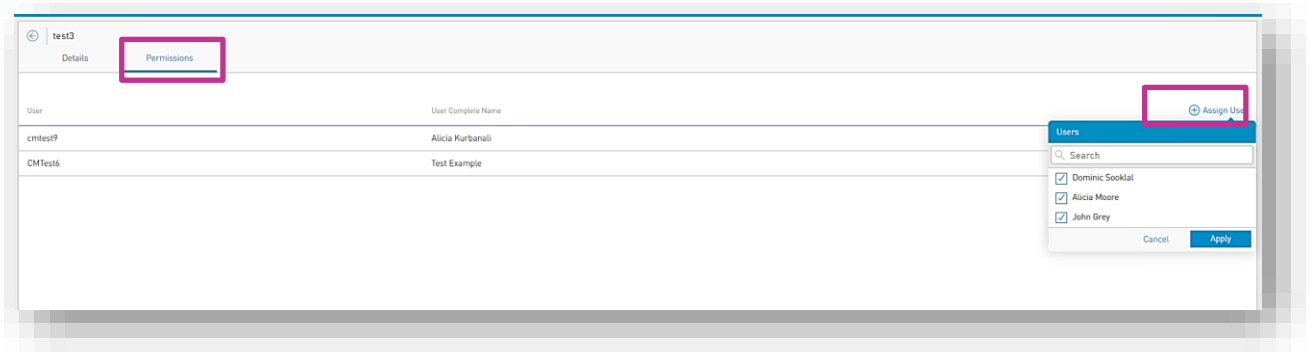 test3
Details Permissions
User User Complete Name Assign Use
cmtest9 Alicia Kurbanali
CMTest6 Test Example
Users
Search
Dominic Sooklal
Alicia Moore
John Grey
Cancel Apply